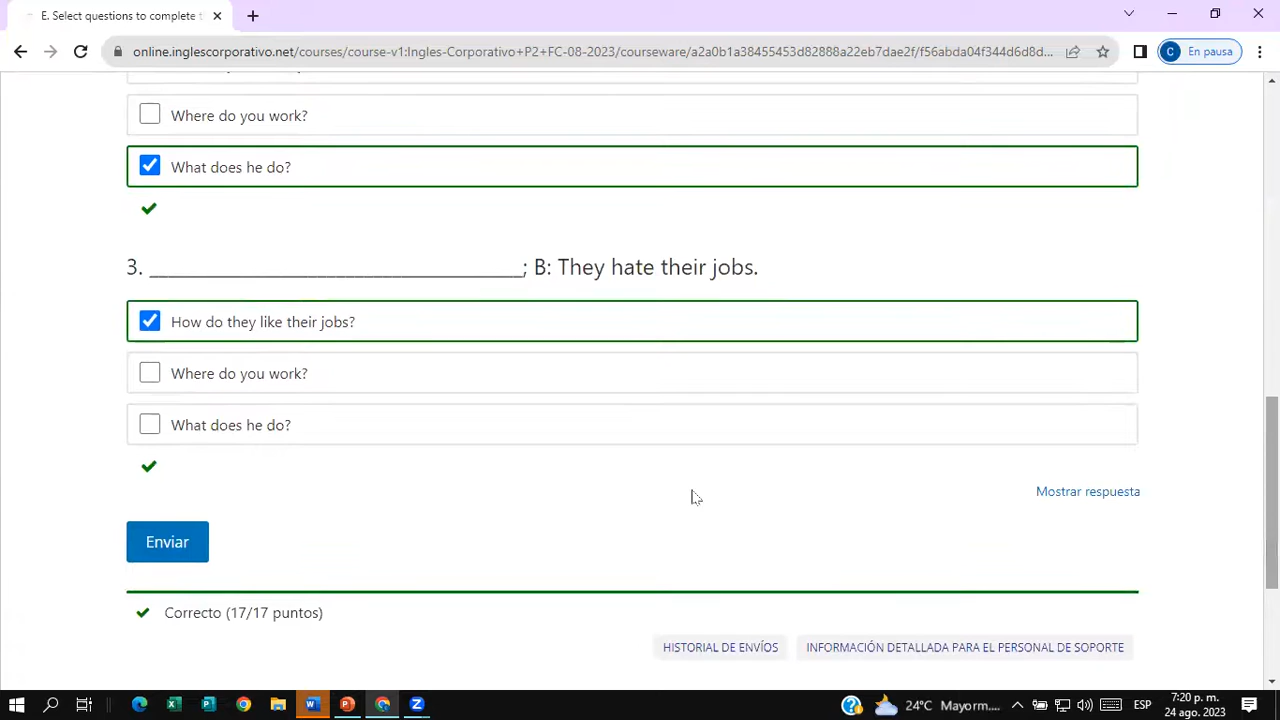 E. Select questions to complete t
online.inglescorporativo.net/courses/course-v1:Ingles-Corporativo+P2+FC-08-2023/courseware/a2a0b1a38455453d82888a22eb7dae2f/f56abda04f344d6d8d...
C En pausa
Where do you work?
What does he do?
3. ______________________________; B: They hate their jobs.
How do they like their jobs?
Where do you work?
What does he do?
Mostrar respuesta
Enviar
Correcto (17/17 puntos)
HISTORIAL DE ENVÍOS
INFORMACIÓN DETALLADA PARA EL PERSONAL DE SOPORTE
24°C Mayorm...
ESP
7:20 p. m.
24 ago. 2023